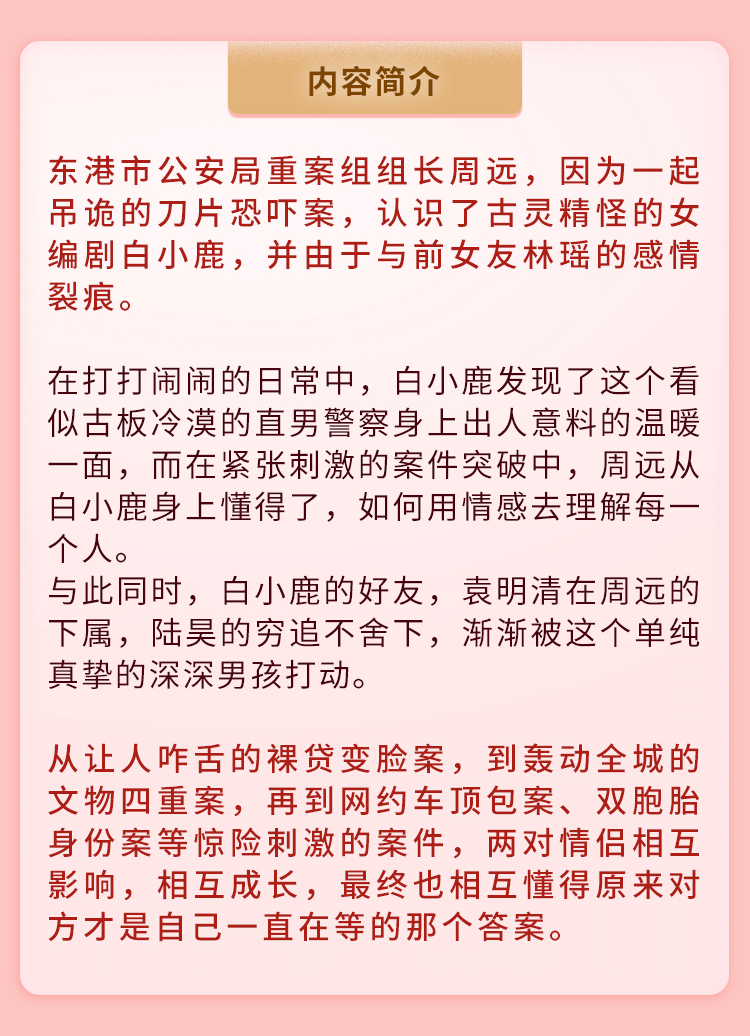 内容简介
东港市公安局重案组组长周远，因为一起
吊诡的刀片恐吓案，认识了古灵精怪的女
编剧白小鹿，并由于与前女友林瑶的感情
裂痕。
在打打闹闹的日常中，白小鹿发现了这个看
似古板冷漠的直男警察身上出人意料的温暖
一面，而在紧张刺激的案件突破中，周远从
白小鹿身上懂得了，如何用情感去理解每一
个人。
与此同时，白小鹿的好友，袁明清在周远的
下属，陆昊的穷追不舍下，渐渐被这个单纯
真挚的深深男孩打动。
从让人咋舌的裸贷变脸案，到轰动全城的
文物四重案，再到网约车顶包案、双胞胎
身份案等惊险刺激的案件，两对情侣相互
影响，相互成长，最终也相互懂得原来对
方才是自己一直在等的那个答案。